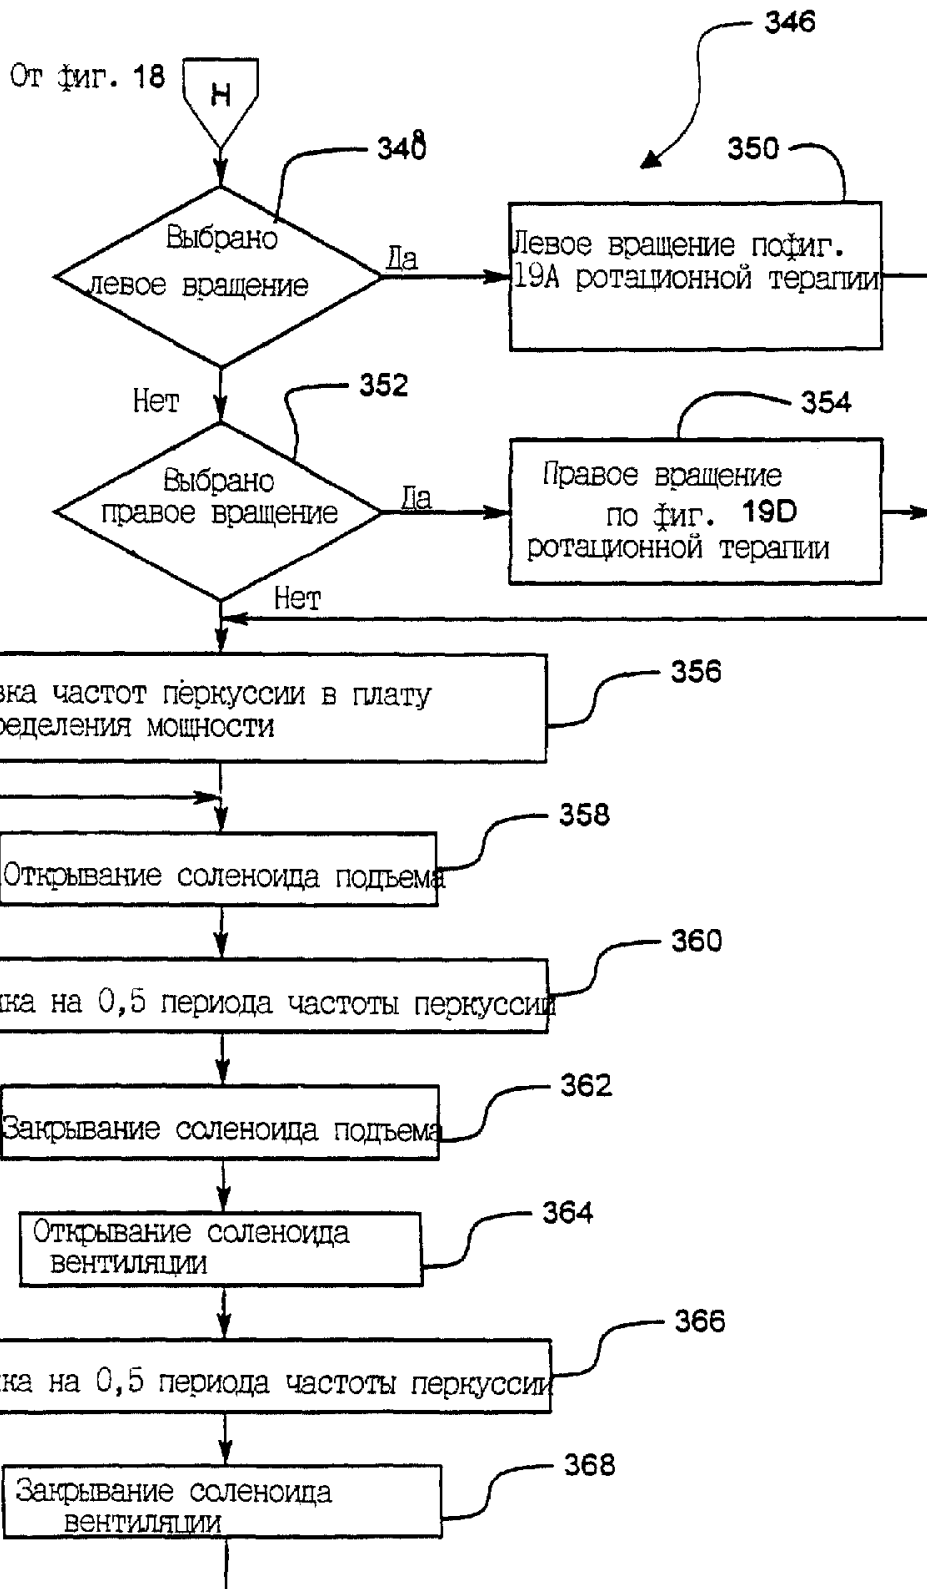 346
От фиг. 18
H
348
350
Выбрано
левое вращение
Да
Левое вращение пофиг.
19A ротационной терапии
Нет
352
354
Выбрано
правое вращение
Да
Правое вращение
по фиг. 19D
ротационной терапии
Нет
356
частот перкуссии в плату
мощности
358
Открывание соленоида подъема
360
на 0,5 периода частоты перкуссии
362
Закрывание соленоида подъема
364
Открывание соленоида
вентиляции
366
на 0,5 периода частоты перкуссии
368
Закрывание соленоида
вентиляции